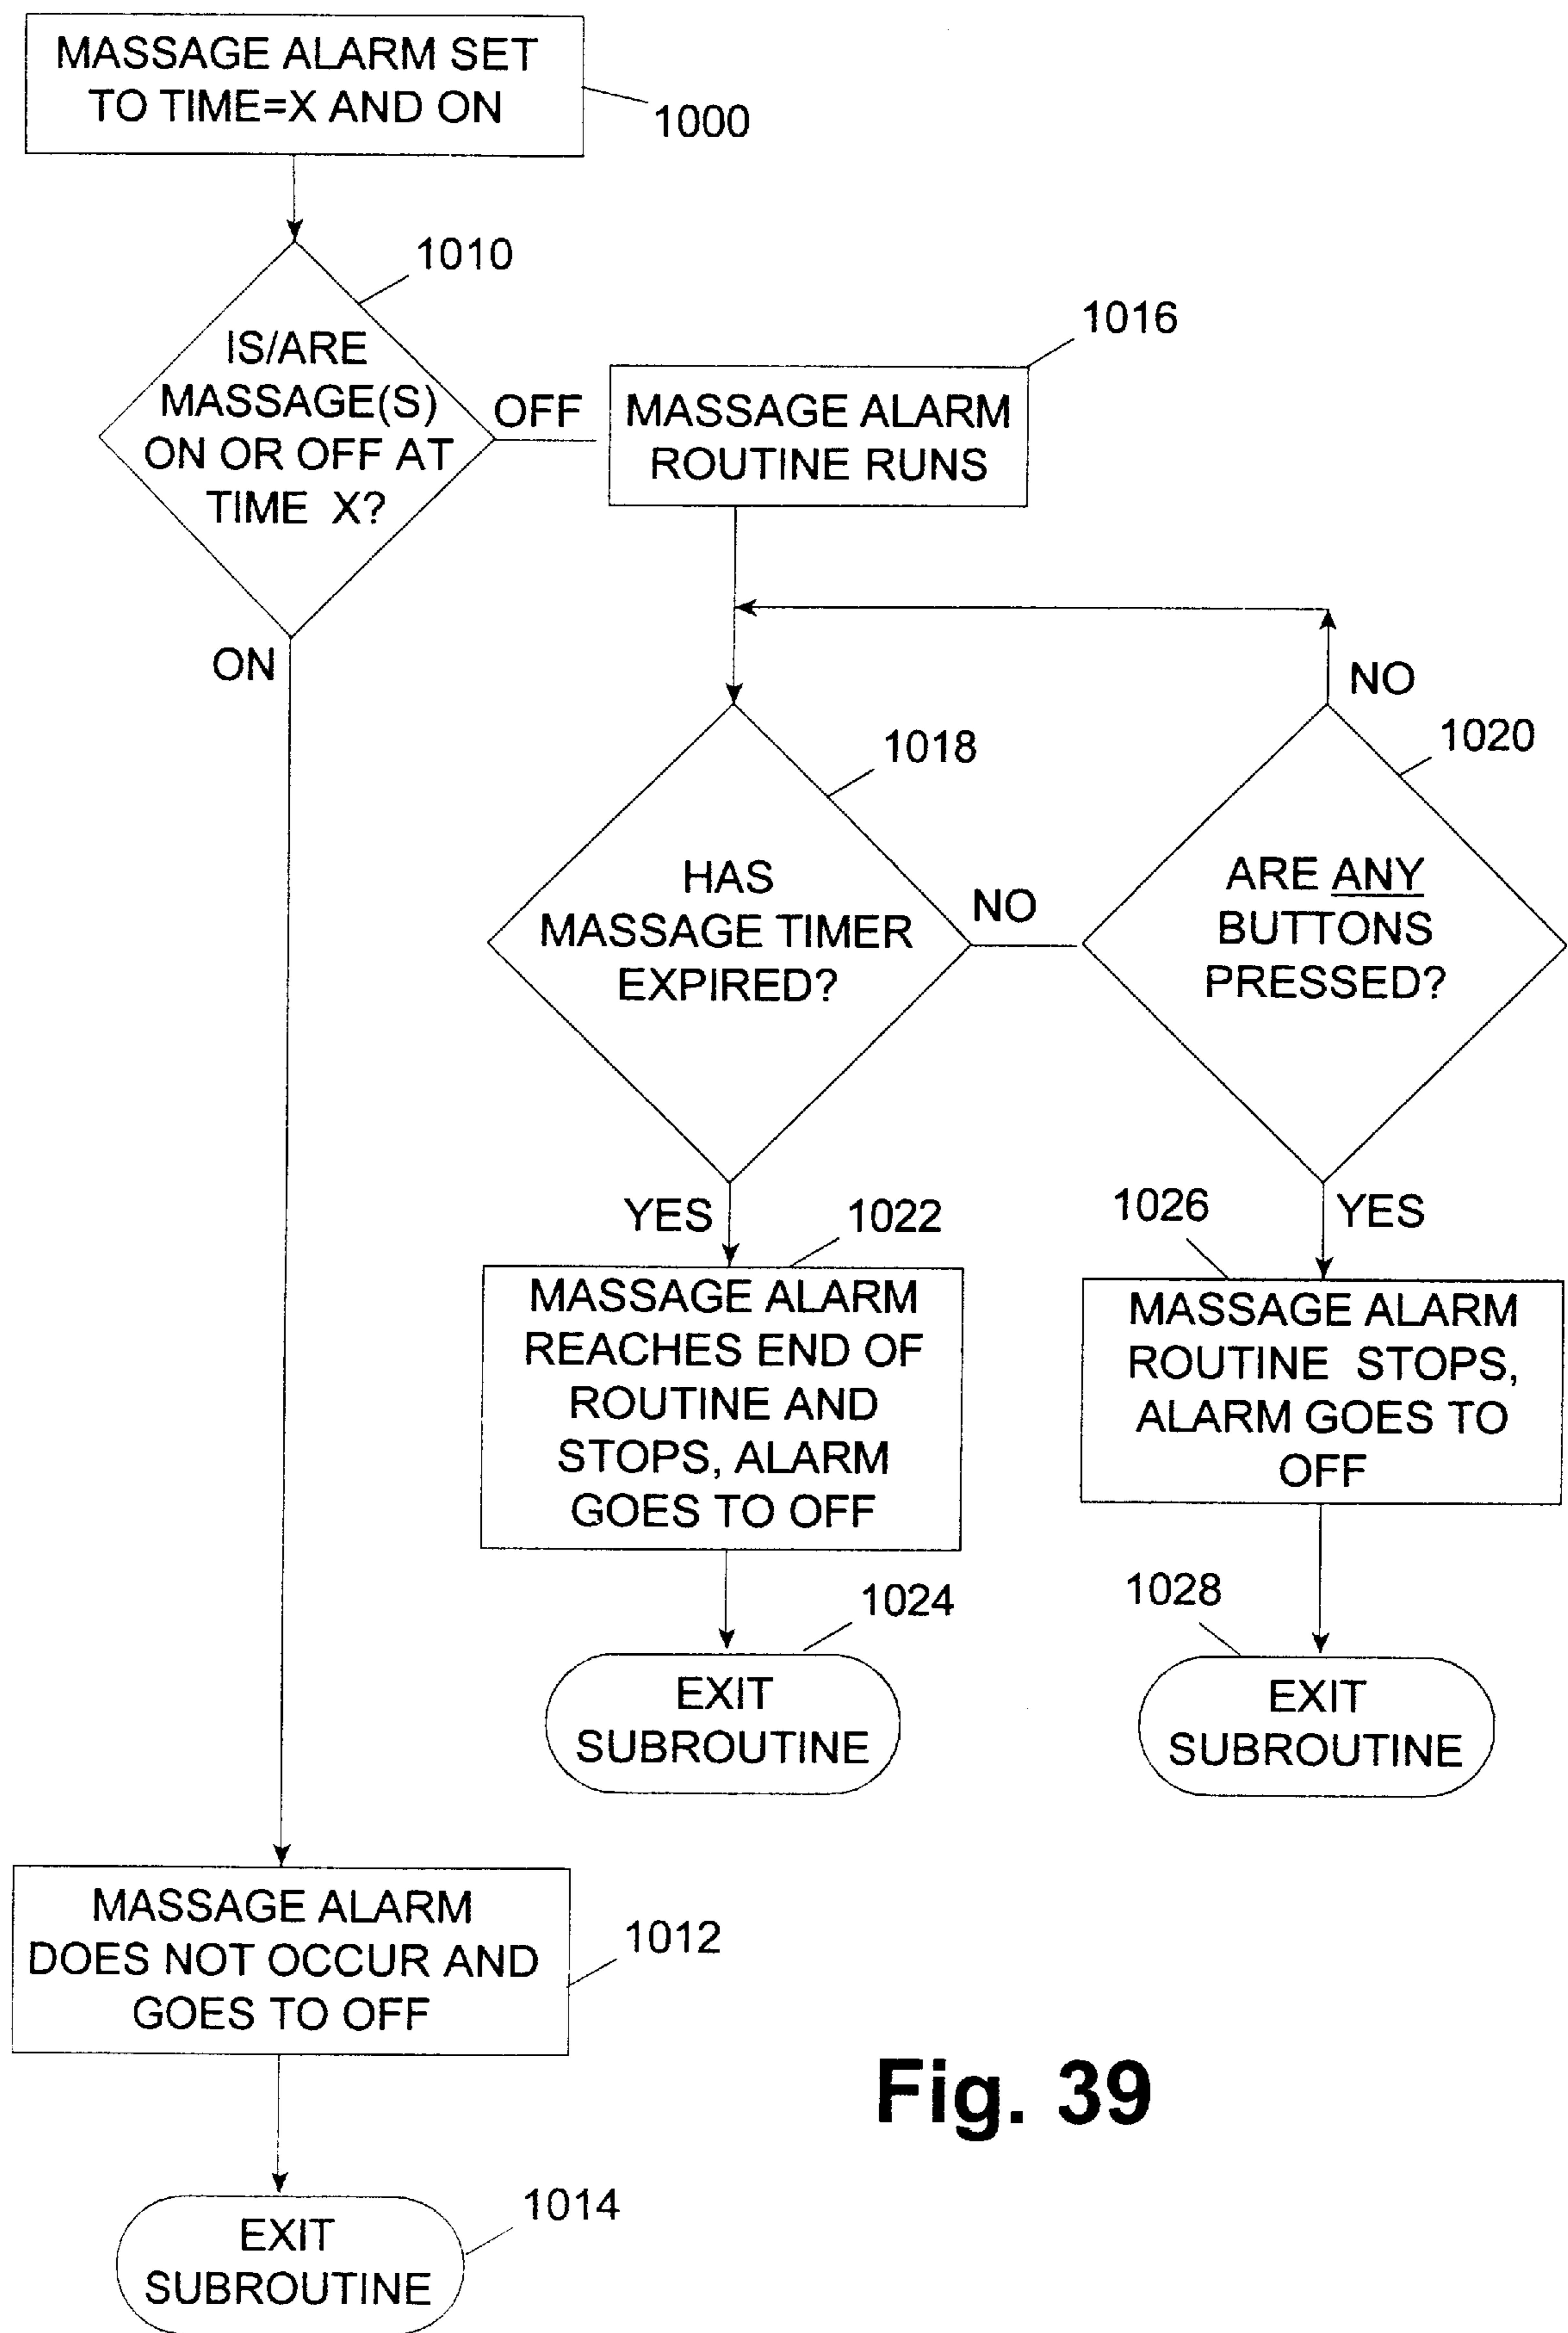 MASSAGE ALARM SET
TO TIME=X AND ON
1000
1010
IS/ARE
MASSAGE(S)
ON OR OFF AT
TIME X?
OFF
ON
1016
MASSAGE ALARM
ROUTINE RUNS
NO
1018
1020
HAS
MASSAGE TIMER
EXPIRED?
NO
ARE ANY
BUTTONS
PRESSED?
YES
1022
MASSAGE ALARM
REACHES END OF
ROUTINE AND
STOPS, ALARM
GOES TO OFF
1026
YES
MASSAGE ALARM
ROUTINE STOPS,
ALARM GOES TO
OFF
1024
EXIT
SUBROUTINE
1028
EXIT
SUBROUTINE
MASSAGE ALARM
DOES NOT OCCUR AND
GOES TO OFF
1012
EXIT
SUBROUTINE
1014
Fig. 39